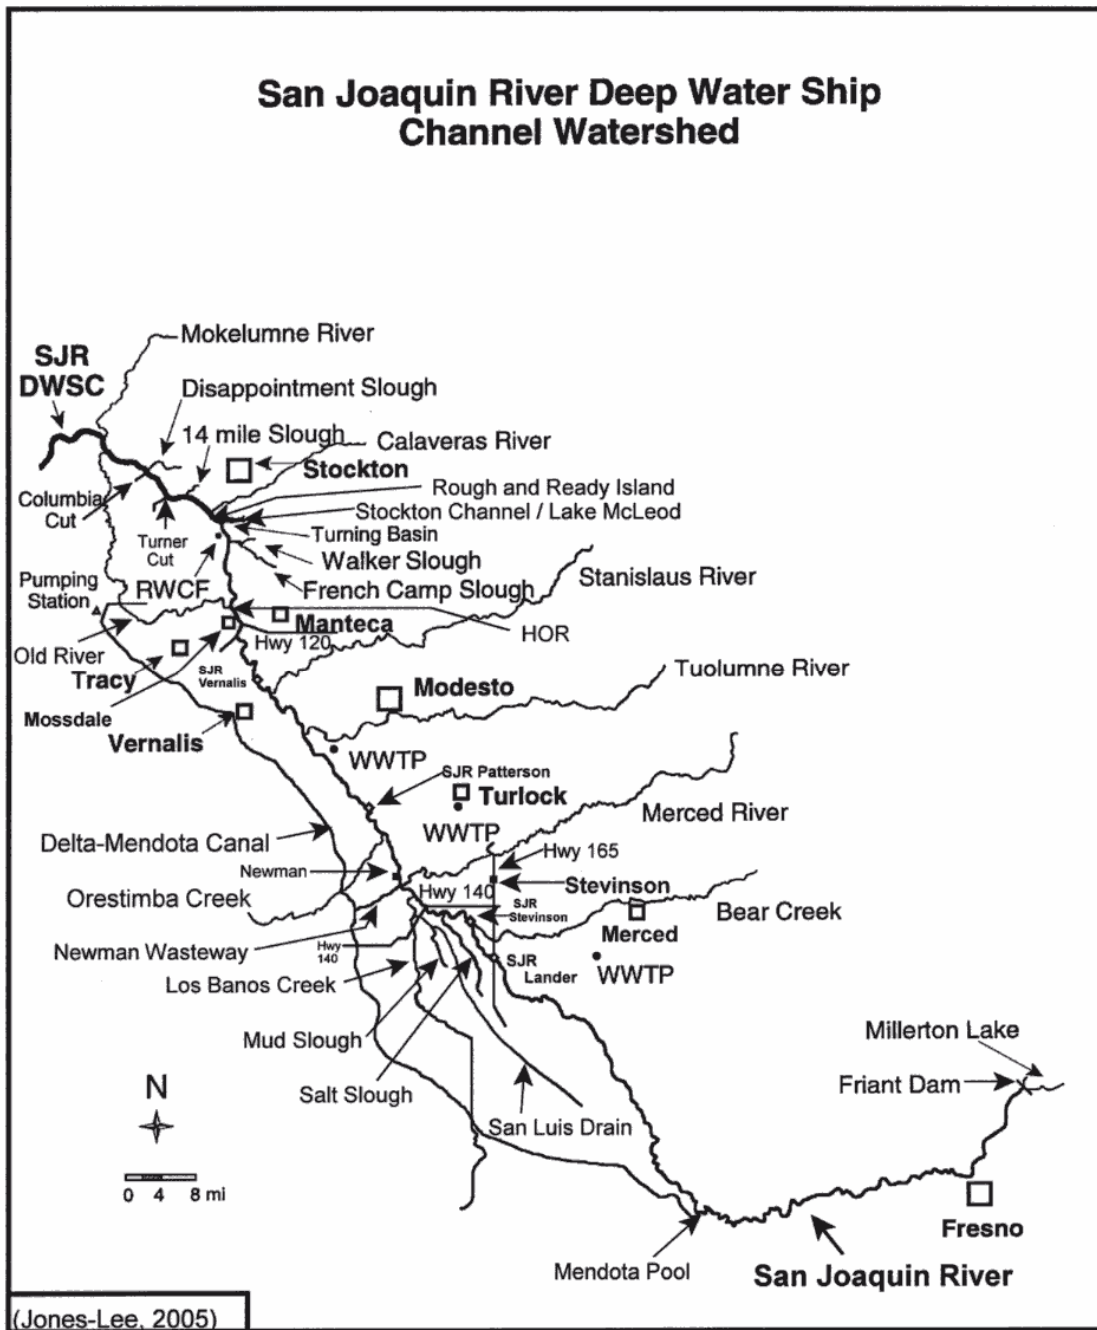 San Joaquin River Deep Water Ship
Channel Watershed
Mokelumne River
SJR
DWSC
Disappointment Slough
14 mile Slough
Calaveras River
Stockton
Rough and Ready Island
Columbia
Cut
Stockton Channel / Lake McLeod
Turning Basin
Turner
Cut
Walker Slough
Pumping
Station
RWCF
French Camp Slough
Stanislaus River
Manteca
HOR
Hwy 120
Old River
Tracy
SJR
Vernalis
Tuolumne River
Modesto
Mossdale
Vernalis
WWTP
SJR Patterson
Turlock
WWTP
Merced River
Delta-Mendota Canal
Hwy 165
Newman
Orestimba Creek
Hwy 140
Stevinson
SJR
Stevinson
Bear Creek
Merced
Newman Wasteway
Hwy
140
SJR
Lander
WWTP
Los Banos Creek
Mud Slough
Millerton Lake
Salt Slough
Friant Dam
N
San Luis Drain
0 4 8 mi
Fresno
Mendota Pool
San Joaquin River
(Jones-Lee, 2005)